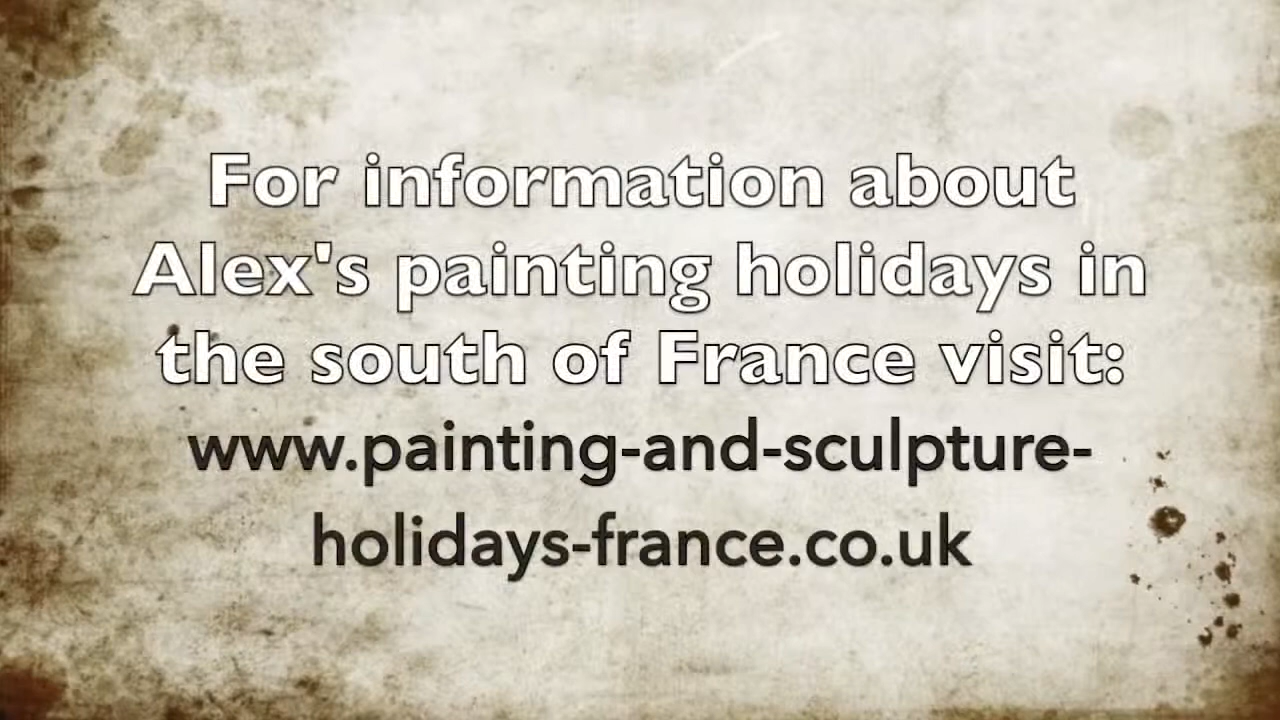 For information about
Alex's painting holidays in
the south of France visit:
www.painting-and-sculpture-
holidays-france.co.uk